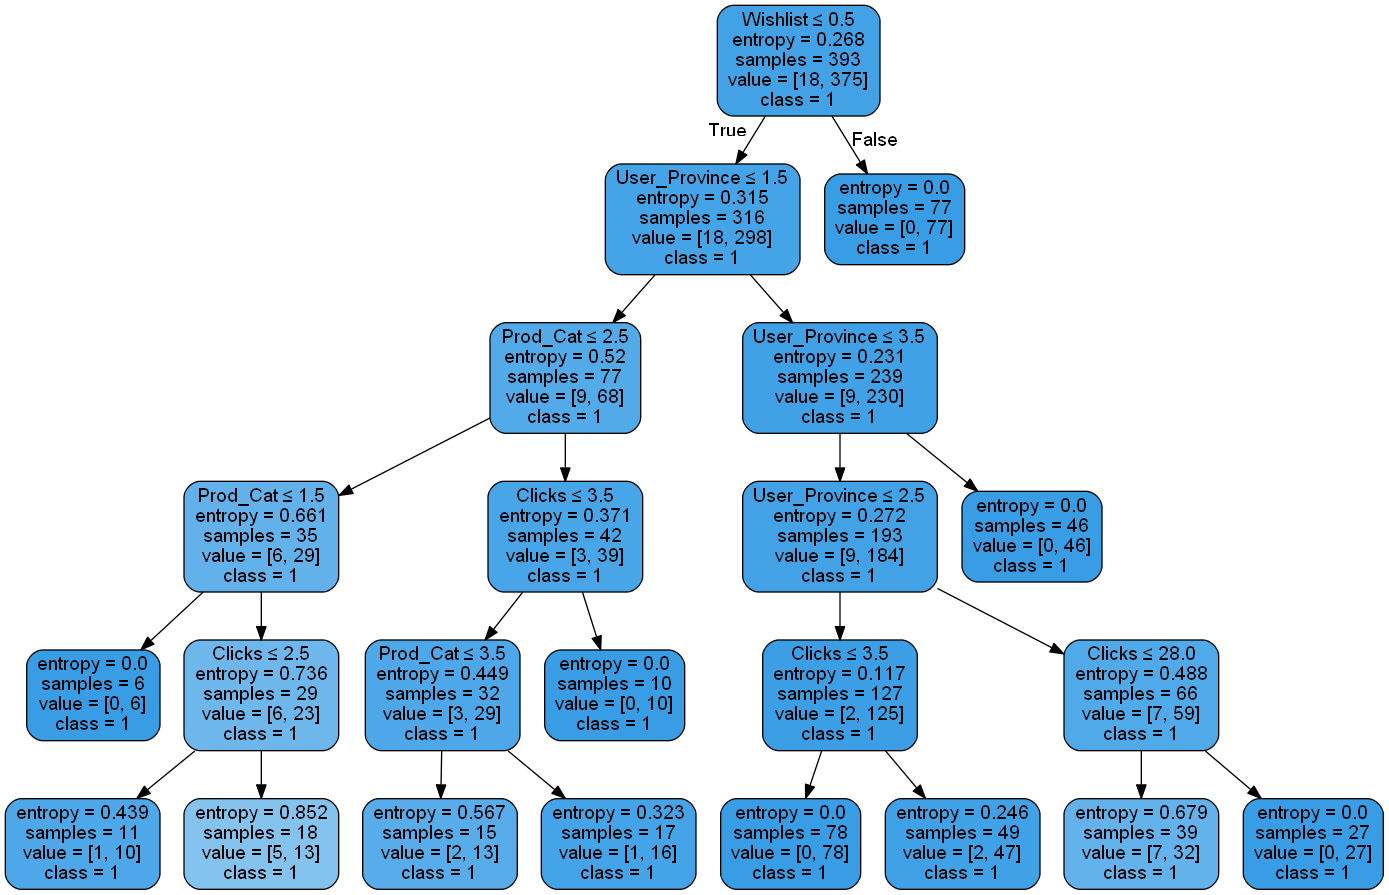 Wishlist ≤ 0.5
entropy = 0.268
samples = 393
value = [18, 375]
class = 1
True
False
User_Province ≤ 1.5
entropy = 0.315
samples = 316
value = [18, 298]
class = 1
entropy = 0.0
samples = 77
value = [0, 77]
class = 1
Prod_Cat ≤ 2.5
entropy = 0.52
samples = 77
value = [9, 68]
class = 1
User_Province ≤ 3.5
entropy = 0.231
samples = 239
value = [9, 230]
class = 1
Prod_Cat ≤ 1.5
entropy = 0.661
samples = 35
value = [6, 29]
class = 1
Clicks ≤ 3.5
entropy = 0.371
samples = 42
value = [3, 39]
class = 1
User_Province ≤ 2.5
entropy = 0.272
samples = 193
value = [9, 184]
class = 1
entropy = 0.0
samples = 46
value = [0, 46]
class = 1
entropy = 0.0
samples = 6
value = [0, 6]
class = 1
Clicks ≤ 2.5
entropy = 0.736
samples = 29
value = [6, 23]
class = 1
Prod_Cat ≤ 3.5
entropy = 0.449
samples = 32
value = [3, 29]
class = 1
entropy = 0.0
samples = 10
value = [0, 10]
class = 1
Clicks ≤ 3.5
entropy = 0.117
samples = 127
value = [2, 125]
class = 1
Clicks ≤ 28.0
entropy = 0.488
samples = 66
value = [7, 59]
class = 1
entropy = 0.439
samples = 11
value = [1, 10]
class = 1
entropy = 0.852
samples = 18
value = [5, 13]
class = 1
entropy = 0.567
samples = 15
value = [2, 13]
class = 1
entropy = 0.323
samples = 17
value = [1, 16]
class = 1
entropy = 0.0
samples = 78
value = [0, 78]
class = 1
entropy = 0.246
samples = 49
value = [2, 47]
class = 1
entropy = 0.679
samples = 39
value = [7, 32]
class = 1
entropy = 0.0
samples = 27
value = [0, 27]
class = 1